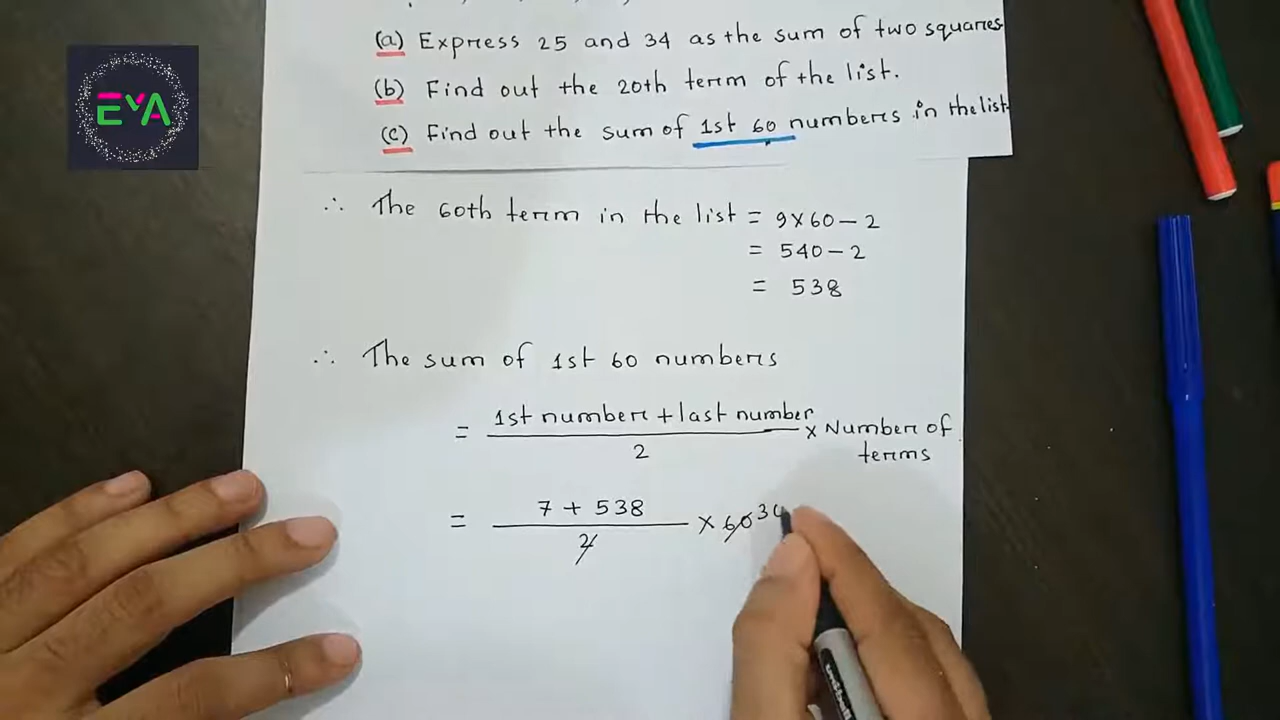 (a) Express 25 and 34 as the sum of two squares
(b) Find out the 20th term of the list.
(c) Find out the sum of 1st 60 numbers in the list
EYA
∴ The 60th term in the list = 9×60-2
= 540-2
= 538
∴ The sum of 1st 60 numbers
= 1st number + last number / 2 × Number of terms
= 7 + 538 / 2 × 60 30